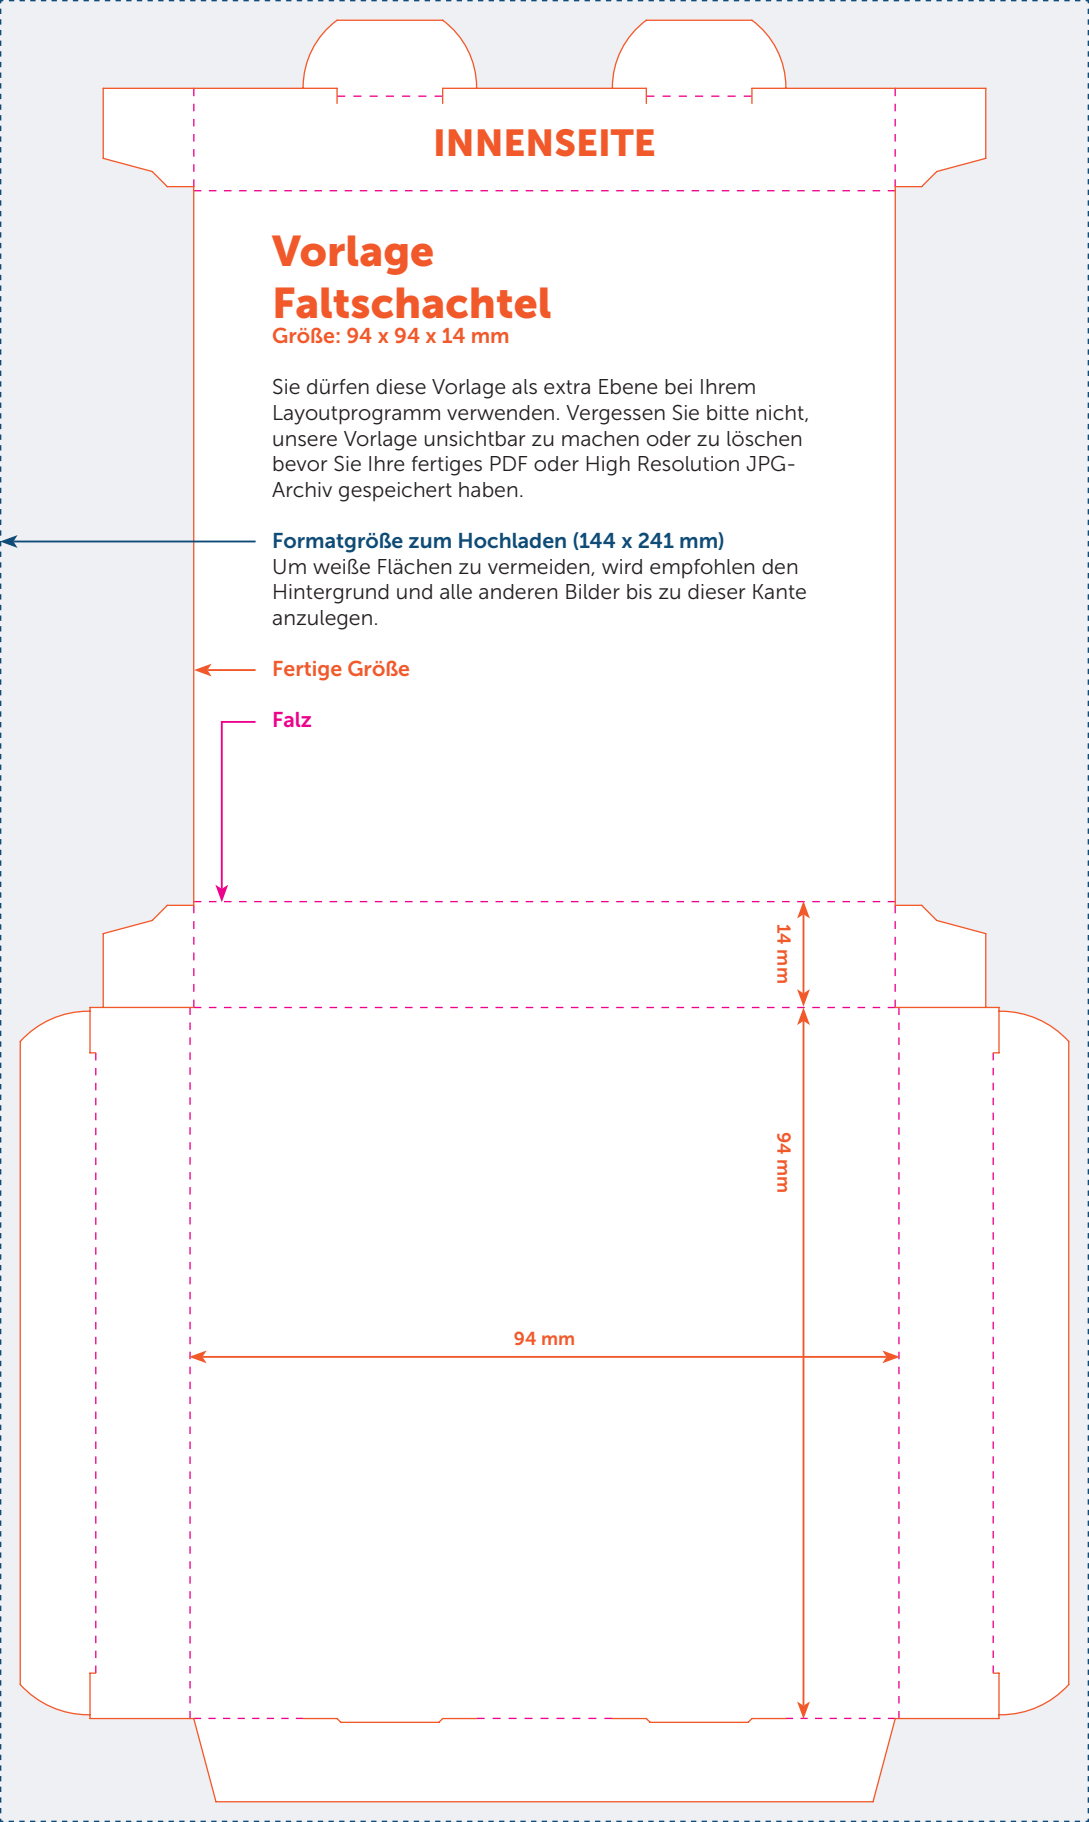 INNENSEITE
Vorlage
Faltschachtel
Größe: 94 x 94 x 14 mm
Sie dürfen diese Vorlage als extra Ebene bei Ihrem
Layoutprogramm verwenden. Vergessen Sie bitte nicht,
unsere Vorlage unsichtbar zu machen oder zu löschen
bevor Sie Ihre fertiges PDF oder High Resolution JPG-
Archiv gespeichert haben.
Formatgröße zum Hochladen (144 x 241 mm)
Um weiße Flächen zu vermeiden, wird empfohlen den
Hintergrund und alle anderen Bilder bis zu dieser Kante
anzulegen.
Fertige Größe
Falz
14 mm
94 mm
94 mm